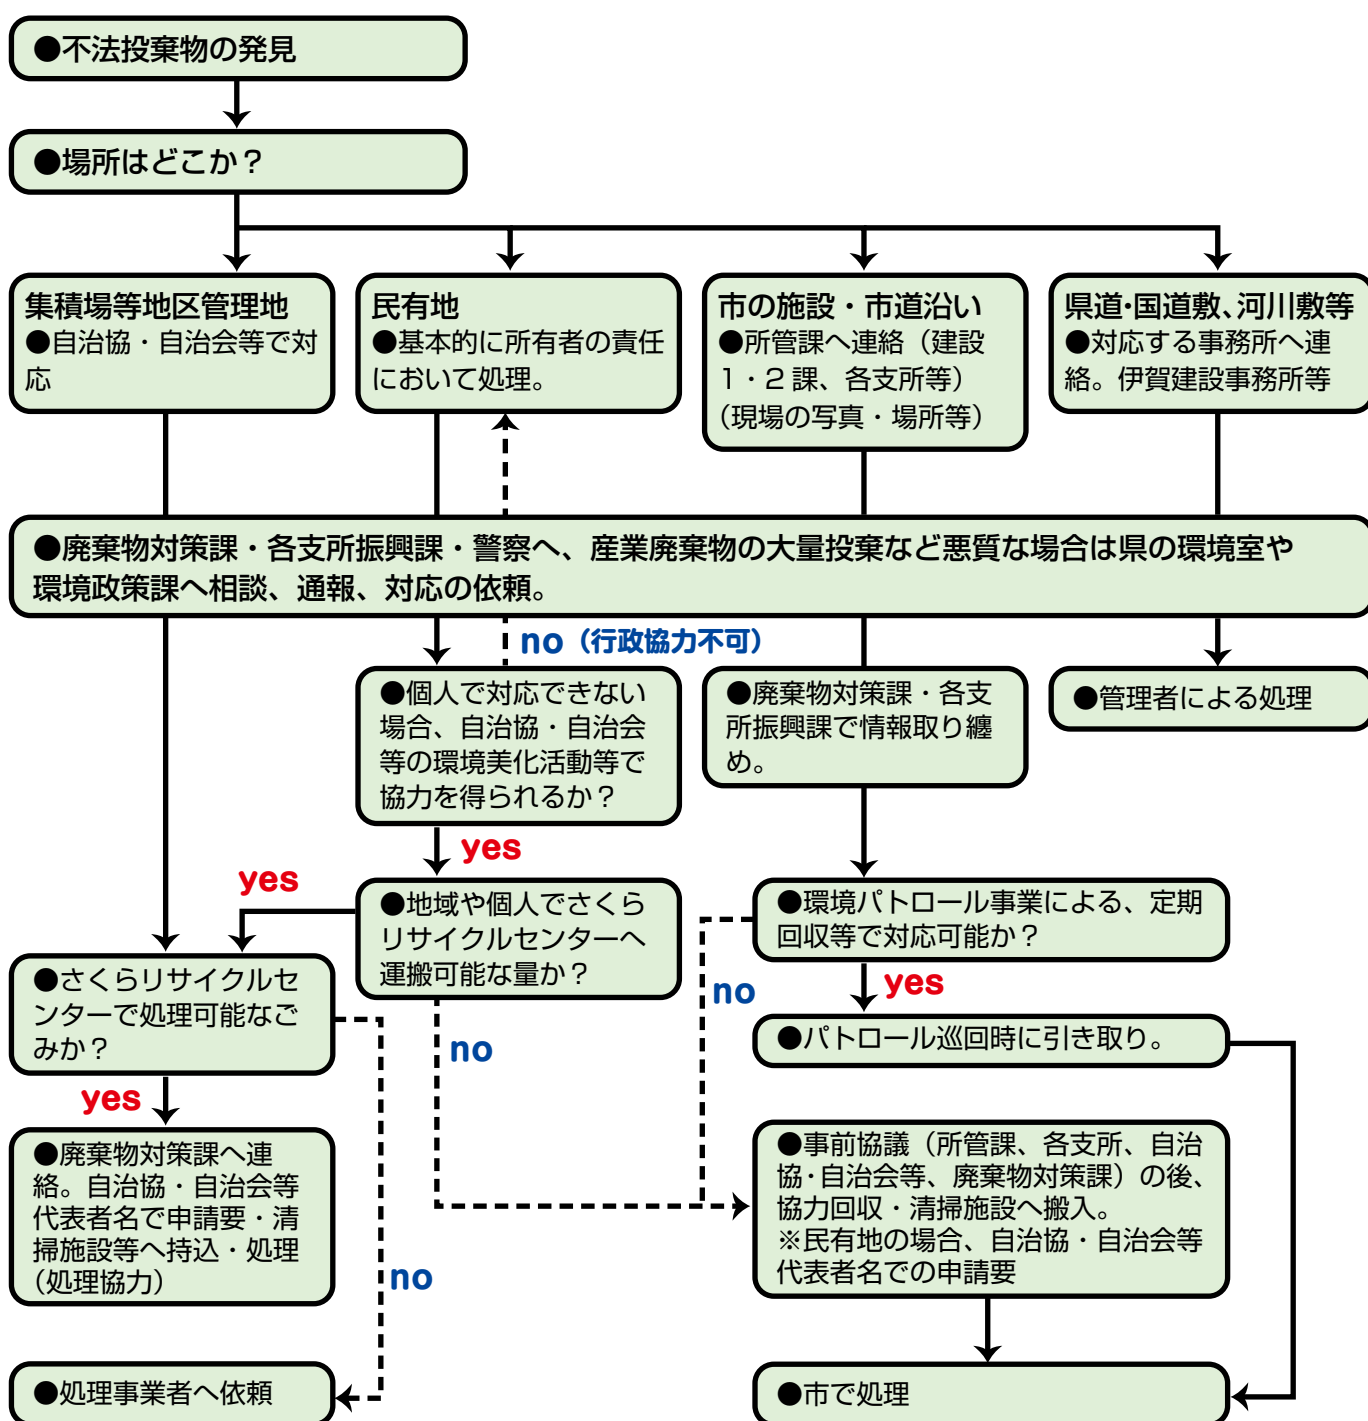 ●不法投棄物の発見
●場所はどこか？
集積場等地区管理地
●自治協・自治会等で対
応
民有地
●基本的に所有者の責任
において処理。
市の施設・市道沿い
●所管課へ連絡（建設
1・2 課、各支所等）
（現場の写真・場所等）
県道・国道敷、河川敷等
●対応する事務所へ連
絡。伊賀建設事務所等
●廃棄物対策課・各支所振興課・警察へ、産業廃棄物の大量投棄など悪質な場合は県の環境室や
環境政策課へ相談、通報、対応の依頼。
no（行政協力不可）
●個人で対応できない
場合、自治協・自治会
等の環境美化活動等で
協力を得られるか？
●廃棄物対策課・各支
所振興課で情報取り纏
め。
●管理者による処理
yes
yes
●地域や個人でさくら
リサイクルセンターへ
運搬可能な量か？
●環境パトロール事業による、定期
回収等で対応可能か？
●さくらリサイクルセ
ンターで処理可能なご
みか？
no
yes
no
●パトロール巡回時に引き取り。
yes
●廃棄物対策課へ連
絡。自治協・自治会等
代表者名で申請要・清
掃施設等へ持込・処理
（処理協力）
●事前協議（所管課、各支所、自治
協・自治会等、廃棄物対策課）の後、
協力回収・清掃施設へ搬入。
※民有地の場合、自治協・自治会等
代表者名での申請要
no
●処理事業者へ依頼
●市で処理